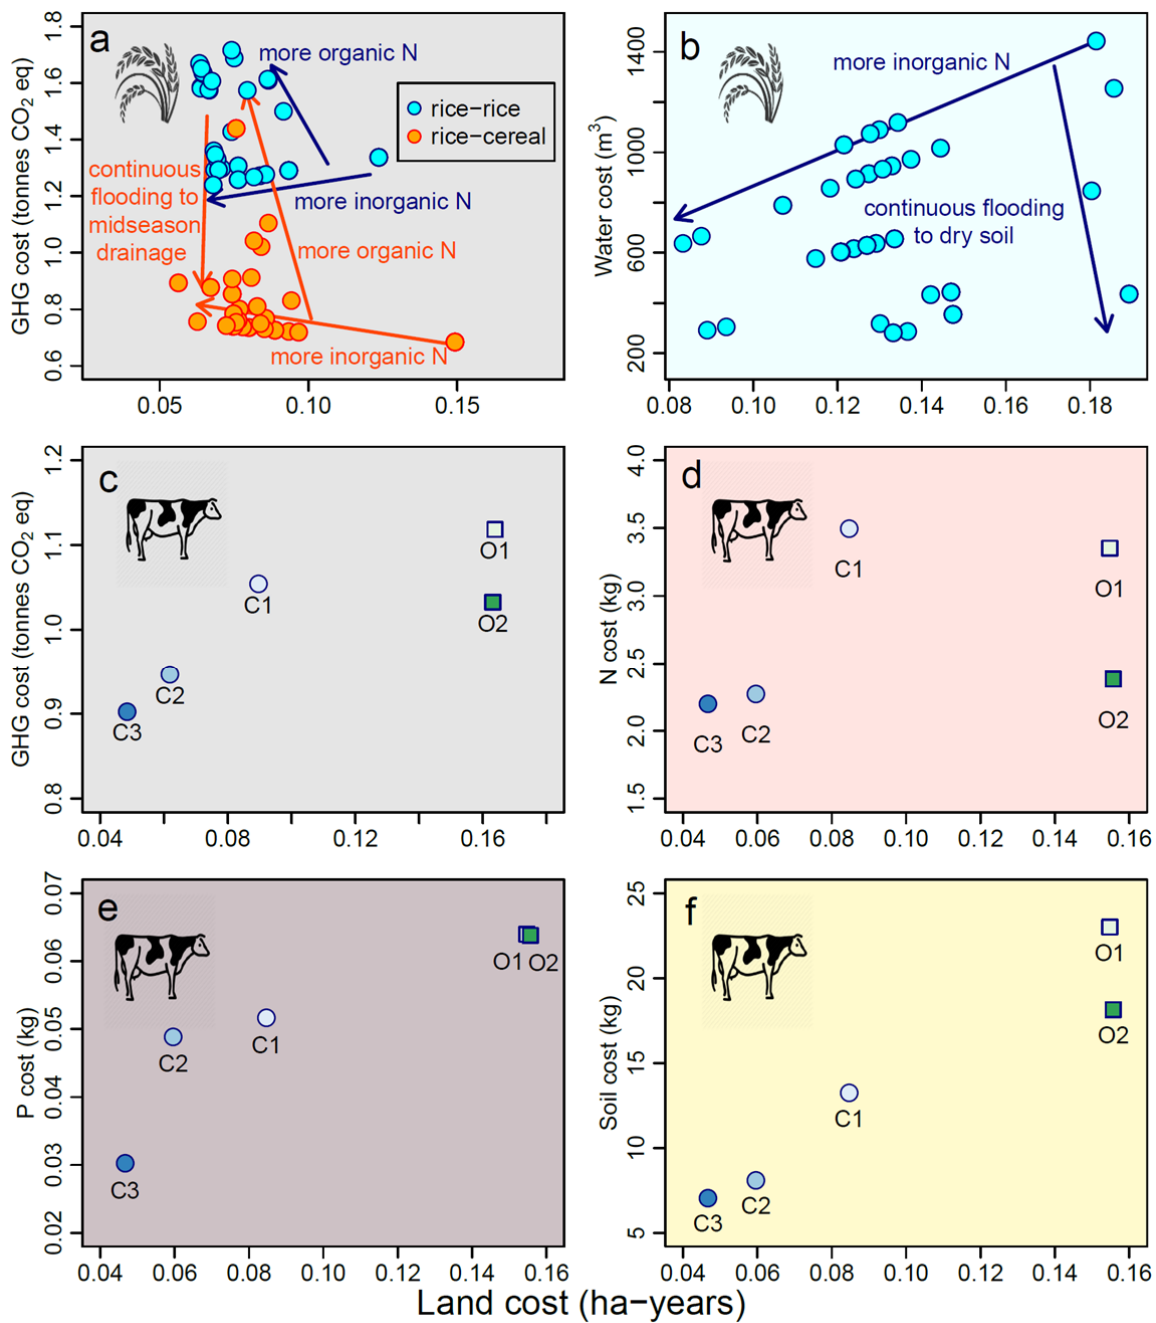 a
GHG cost (tonnes CO2 eq)
0.6 0.8 1.0 1.2 1.4 1.6 1.8
more organic N
rice−rice
rice−cereal
continuous
flooding to
midseason
drainage
more inorganic N
more organic N
more inorganic N
0.05 0.10 0.15
b
Water cost (m3)
200 600 1000 1400
more inorganic N
continuous flooding
to dry soil
0.08 0.10 0.12 0.14 0.16 0.18
c
GHG cost (tonnes CO2 eq)
0.8 0.9 1.0 1.1 1.2
O1
C1
O2
C2
C3
0.04 0.08 0.12 0.16
d
N cost (kg)
1.5 2.0 2.5 3.0 3.5 4.0
C1
O1
O2
C3
C2
0.04 0.06 0.08 0.10 0.12 0.14 0.16
e
P cost (kg)
0.02 0.03 0.04 0.05 0.06 0.07
O1 O2
C1
C2
C3
0.04 0.06 0.08 0.10 0.12 0.14 0.16
f
Soil cost (kg)
5 10 15 20 25
O1
O2
C1
C2
C3
0.04 0.06 0.08 0.10 0.12 0.14 0.16
Land cost (ha−years)